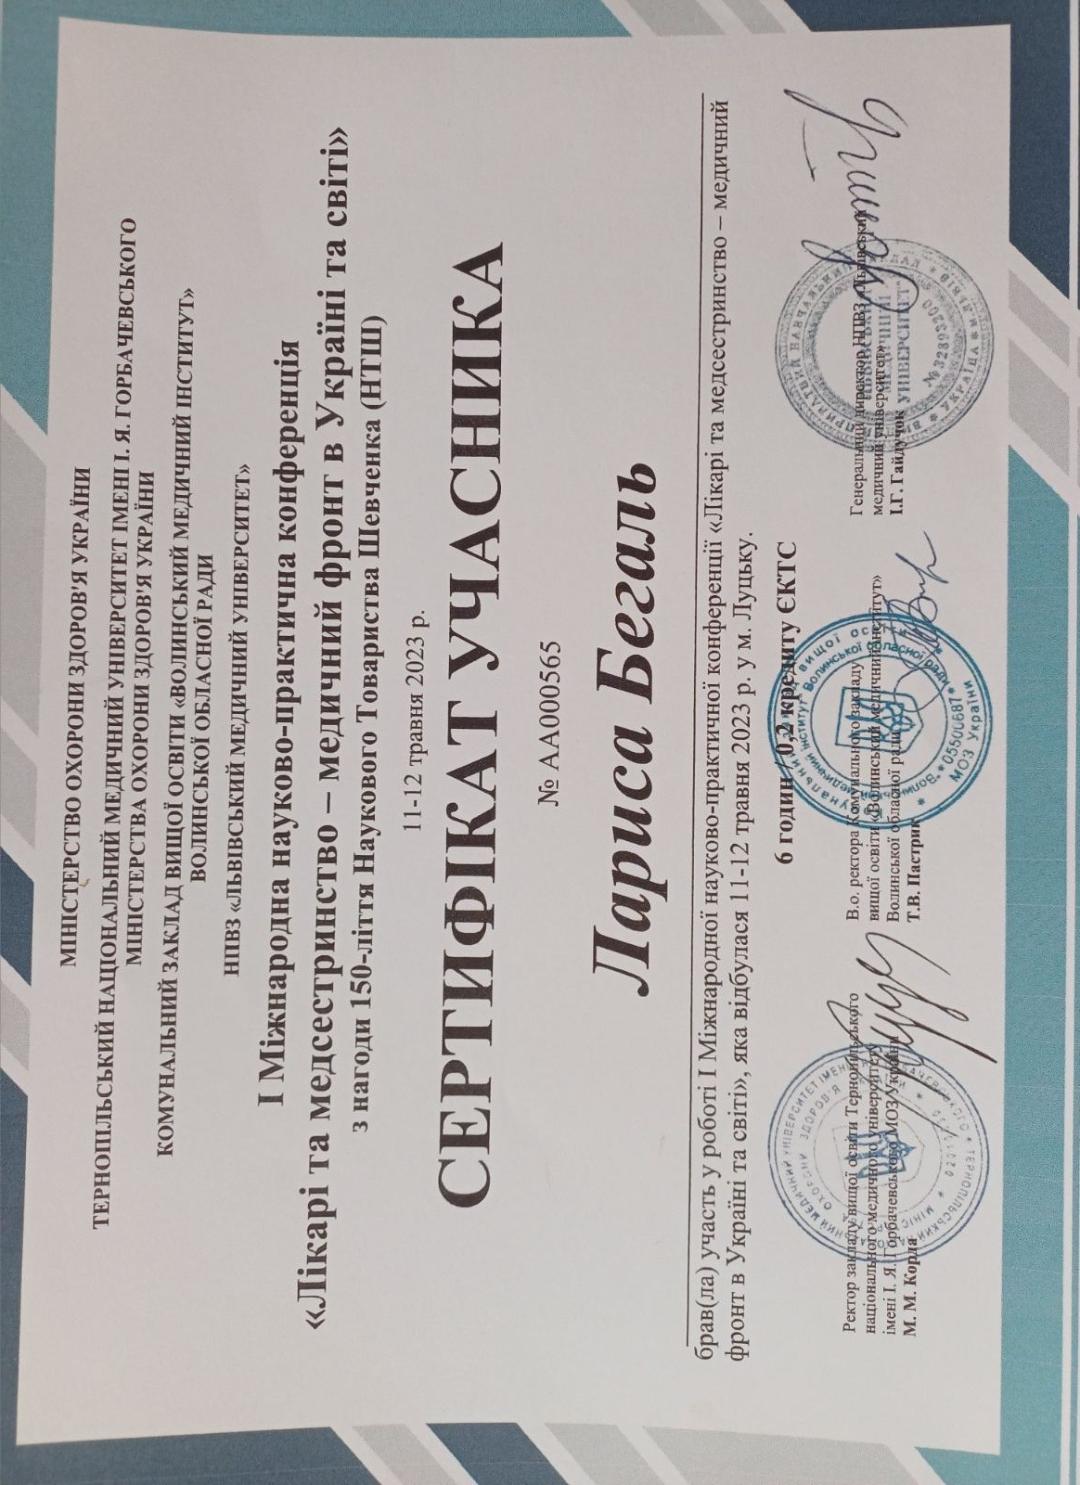 МІНІСТЕРСТВО ОХОРОНИ ЗДОРОВ'Я УКРАЇНИ
ТЕРНОПІЛЬСЬКИЙ НАЦІОНАЛЬНИЙ МЕДИЧНИЙ УНІВЕРСИТЕТ ІМЕНІ І. Я. ГОРБАЧЕВСЬКОГО
МІНІСТЕРСТВА ОХОРОНИ ЗДОРОВ'Я УКРАЇНИ
КОМУНАЛЬНИЙ ЗАКЛАД ВИЩОЇ ОСВІТИ «ВОЛИНСЬКИЙ МЕДИЧНИЙ ІНСТИТУТ»
ВОЛИНСЬКОЇ ОБЛАСНОЇ РАДИ
НПВЗ «ЛЬВІВСЬКИЙ МЕДИЧНИЙ УНІВЕРСИТЕТ»
І Міжнародна науково-практична конференція
«Лікарі та медсестринство – медичний фронт в Україні та світі»
з нагоди 150-ліття Наукового Товариства Шевченка (НТШ)
11-12 травня 2023 р.
СЕРТИФІКАТ УЧАСНИКА
№ АА000565
Лариса Бегаль
брав(ла) участь у роботі І Міжнародної науково-практичної конференції «Лікарі та медсестринство – медичний
фронт в Україні та світі», яка відбулася 11-12 травня 2023 р. у м. Луцьку.
6 годин / 0,2 кредиту ЄКТС
Ректор закладу вищої освіти Тернопільського
національного медичного університету
імені І. Я. Горбачевського МОЗ України
М. М. Корда
В.о. ректора Комунального закладу
вищої освіти «Волинський медичний інститут»
Волинської обласної ради
Т.В. Пастрик
Генеральний директор НПВЗ «Львівський
медичний університет»
І.Г. Гайдучок